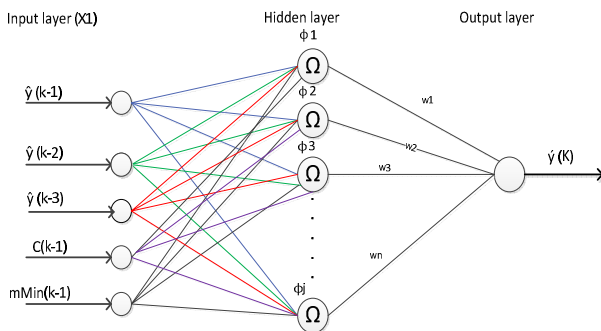 Input layer (X1)
Hidden layer
Output layer
ϕ1
Ω
ŷ(k-1)
ϕ2
w1
Ω
ŷ(k-2)
ϕ3
w2
Ω
w3
ý(K)
ŷ(k-3)
C(k-1)
wn
mMin(k-1)
ϕj
Ω